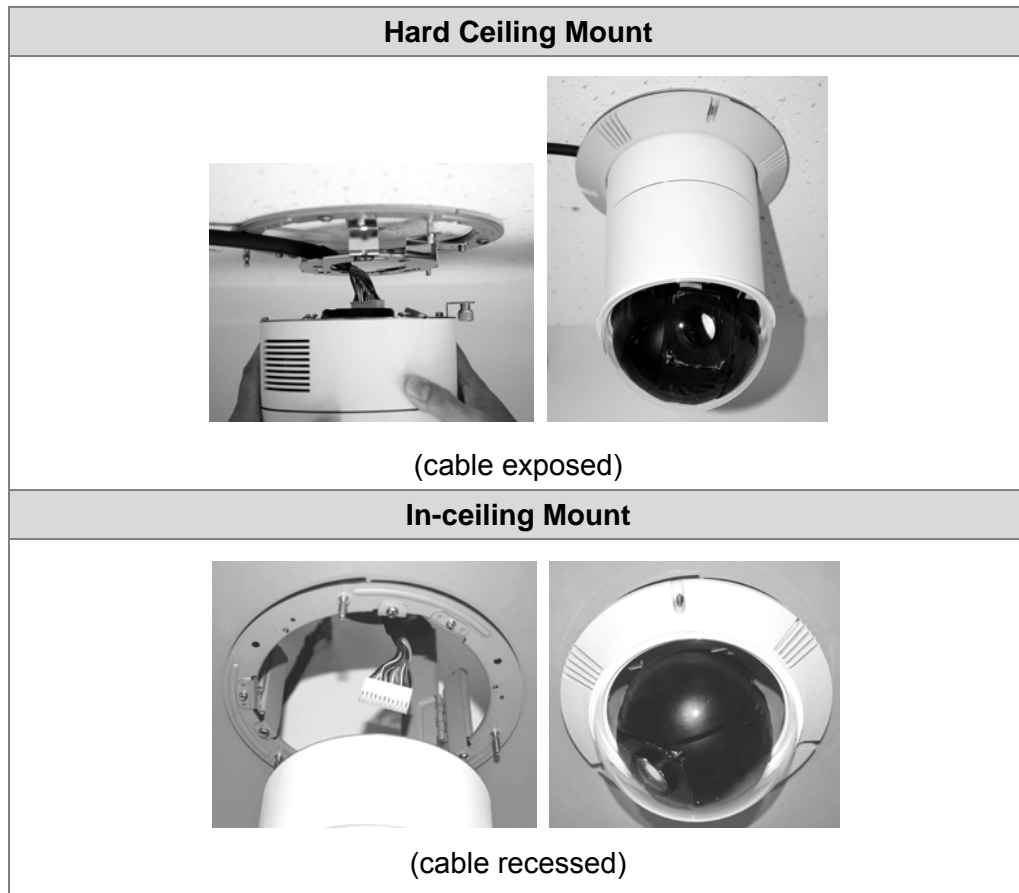 Hard Ceiling Mount
(cable exposed)
In-ceiling Mount
(cable recessed)